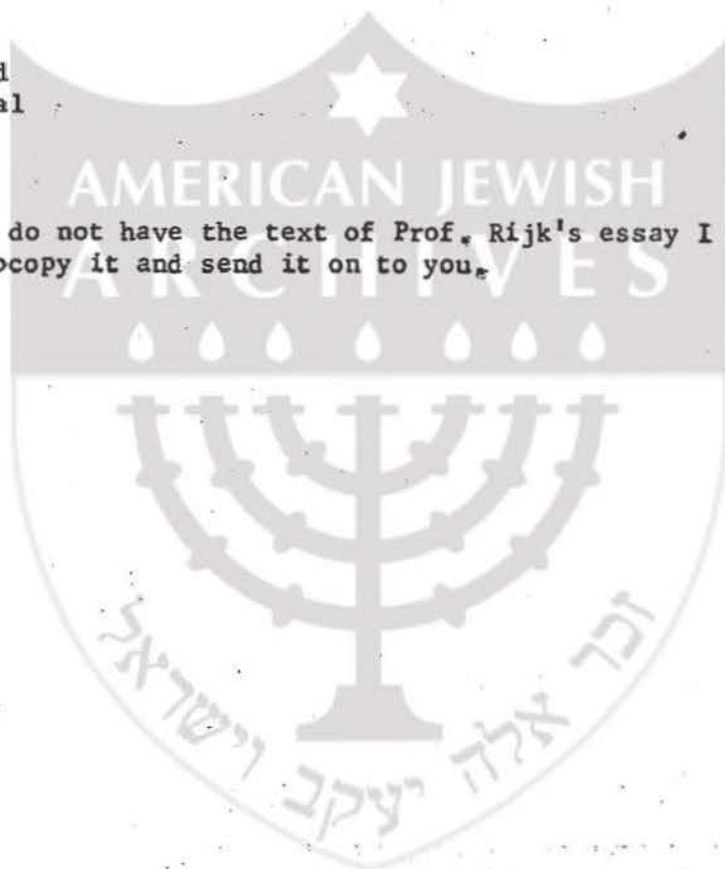 d
al
AMERICAN JEWISH
do not have the text of Prof. Rijk's essay I
ocopy it and send it on to you.
ARCHIVES
זכר אלה יעקב וישראל